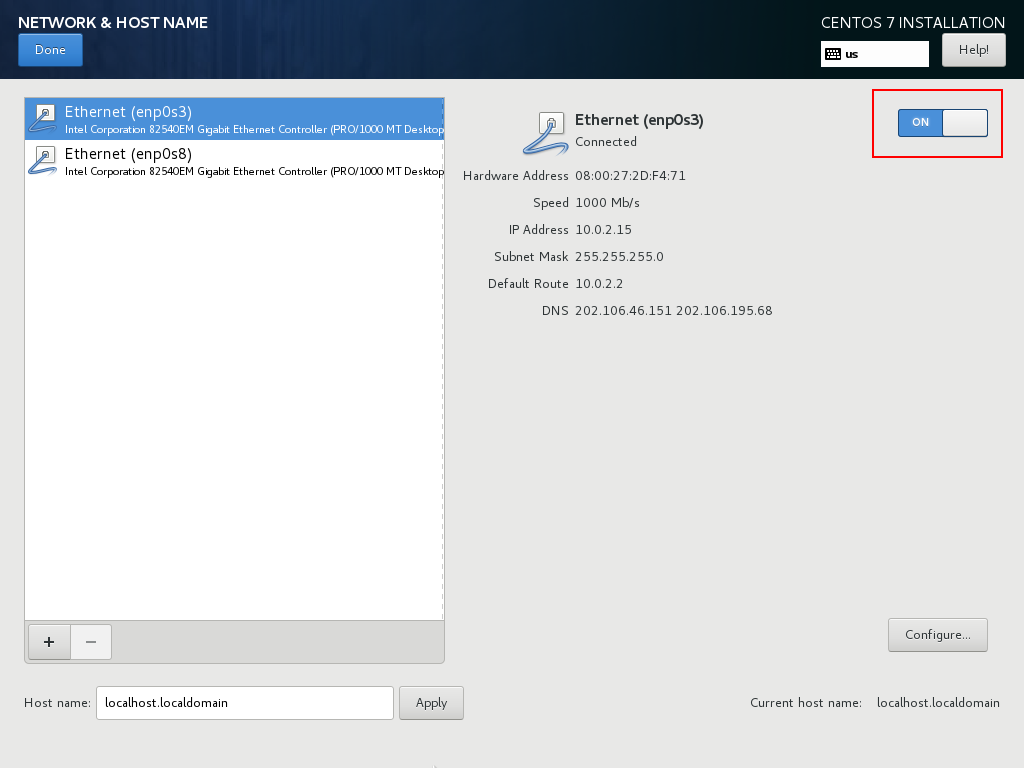 NETWORK & HOST NAME
CENTOS 7 INSTALLATION
Done
us
Help!
Ethernet (enp0s3)
Intel Corporation 82540EM Gigabit Ethernet Controller (PRO/1000 MT Desktop
Ethernet (enp0s8)
Intel Corporation 82540EM Gigabit Ethernet Controller (PRO/1000 MT Desktop
Ethernet (enp0s3)
Connected
ON
Hardware Address 08:00:27:2D:F4:71
Speed 1000 Mb/s
IP Address 10.0.2.15
Subnet Mask 255.255.255.0
Default Route 10.0.2.2
DNS 202.106.46.151 202.106.195.68
+ −
Configure...
Host name: localhost.localdomain Apply
Current host name: localhost.localdomain